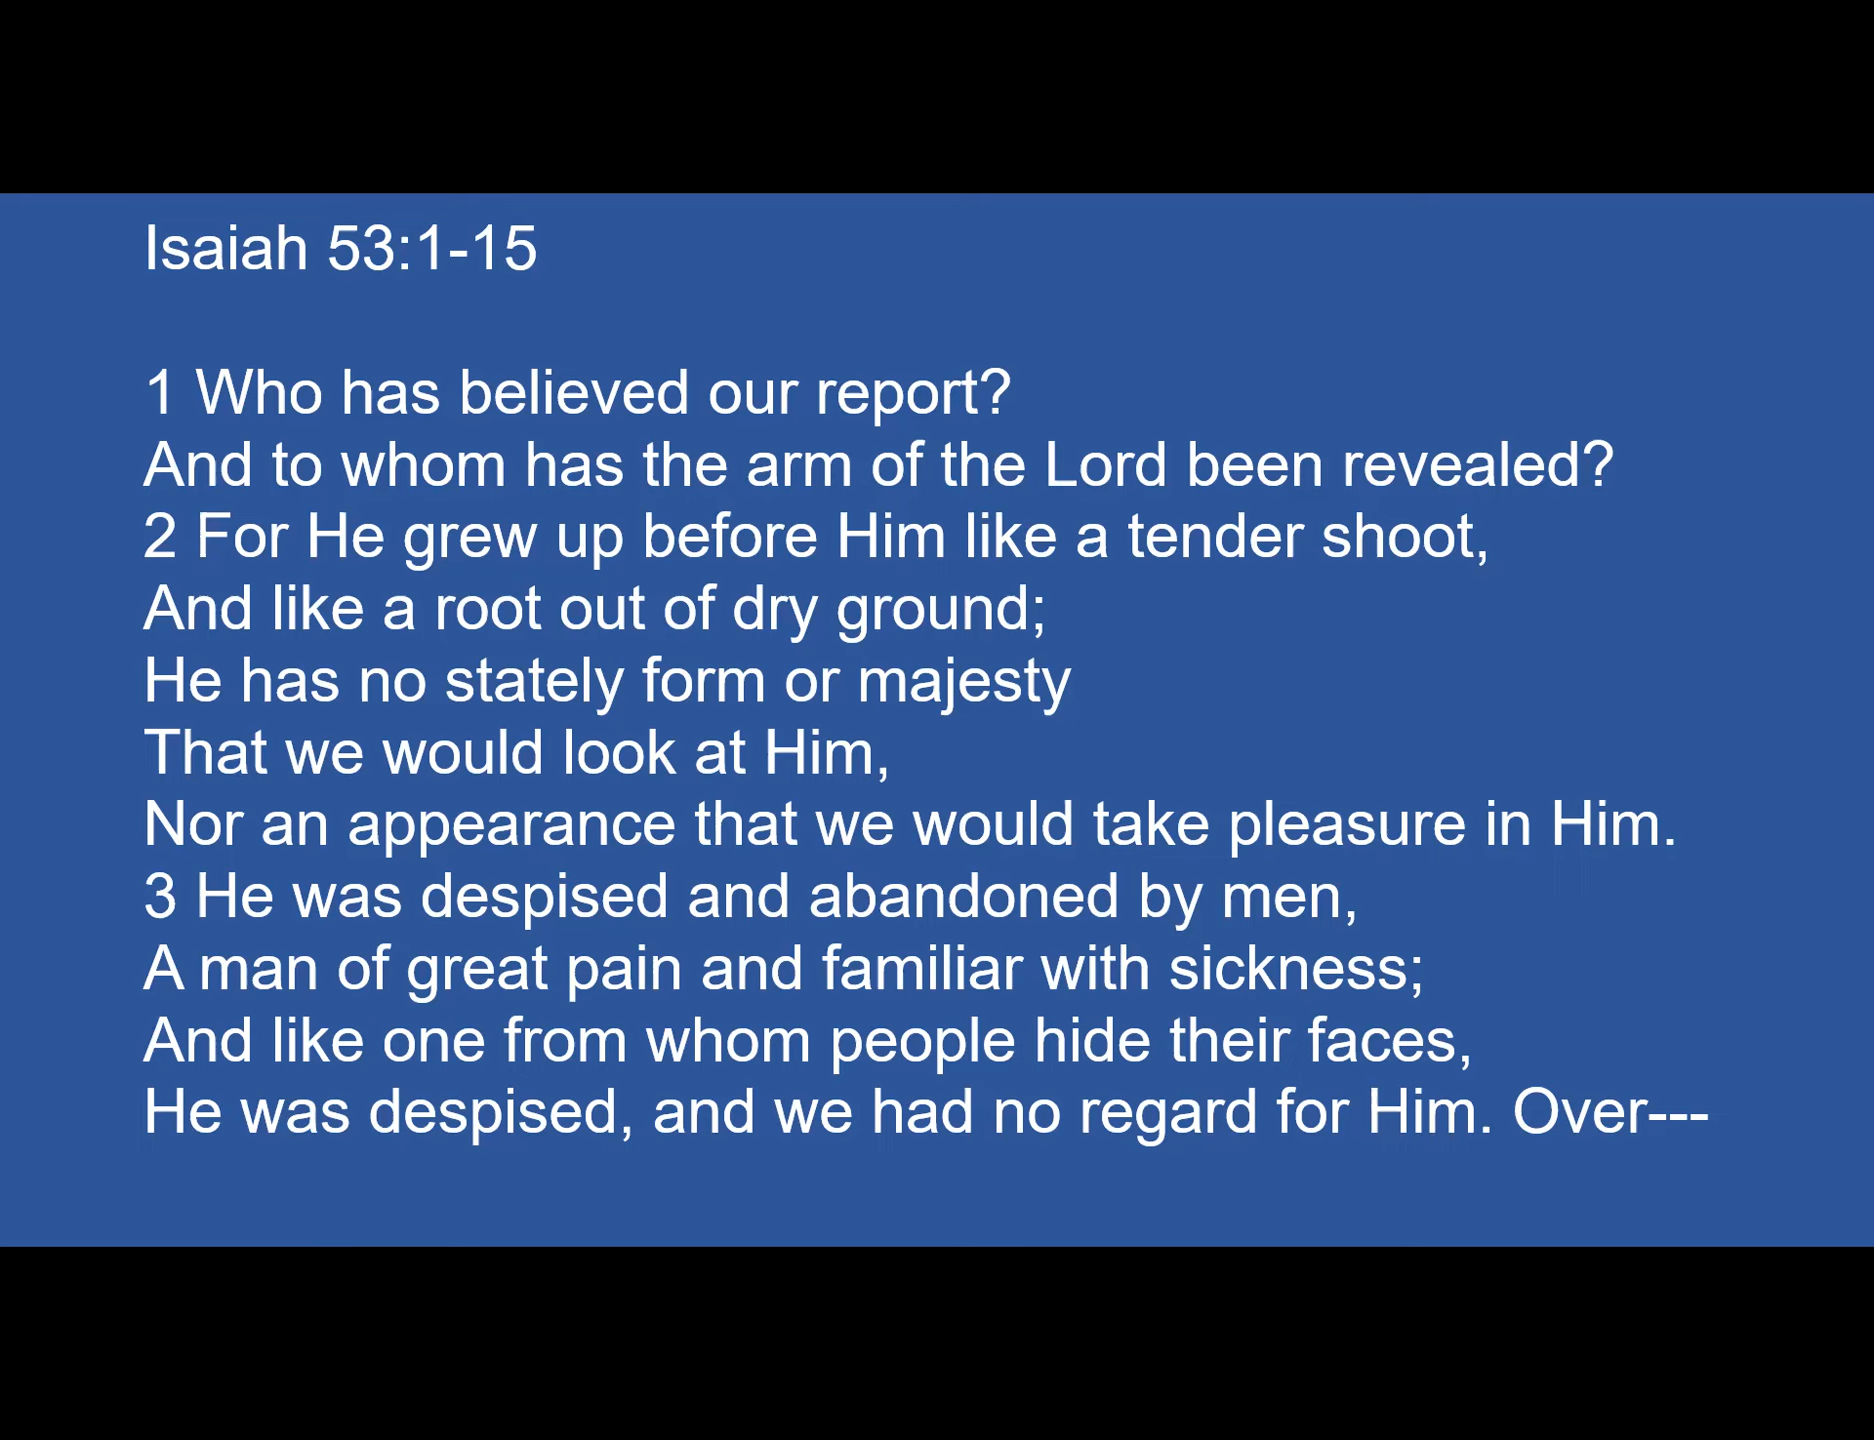 Isaiah 53:1-15
1 Who has believed our report?
And to whom has the arm of the Lord been revealed?
2 For He grew up before Him like a tender shoot,
And like a root out of dry ground;
He has no stately form or majesty
That we would look at Him,
Nor an appearance that we would take pleasure in Him.
3 He was despised and abandoned by men,
A man of great pain and familiar with sickness;
And like one from whom people hide their faces,
He was despised, and we had no regard for Him. Over---